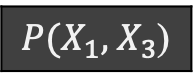 P(X₁, X₃)